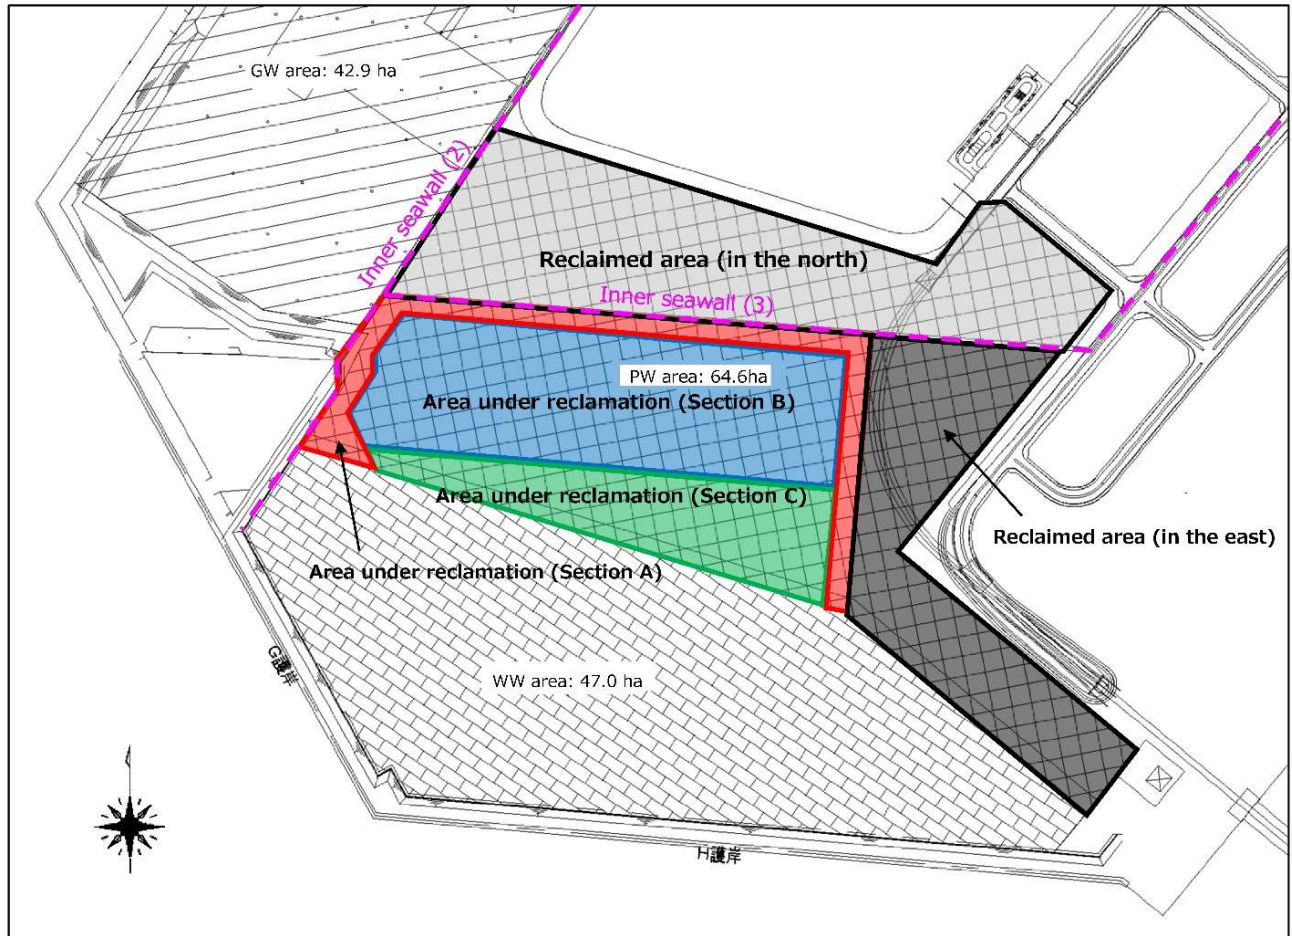 GW area: 42.9 ha
Inner seawall (2)
Reclaimed area (in the north)
Inner seawall (3)
PW area: 64.6ha
Area under reclamation (Section B)
Area under reclamation (Section C)
Reclaimed area (in the east)
Area under reclamation (Section A)
G護岸
WW area: 47.0 ha
H護岸